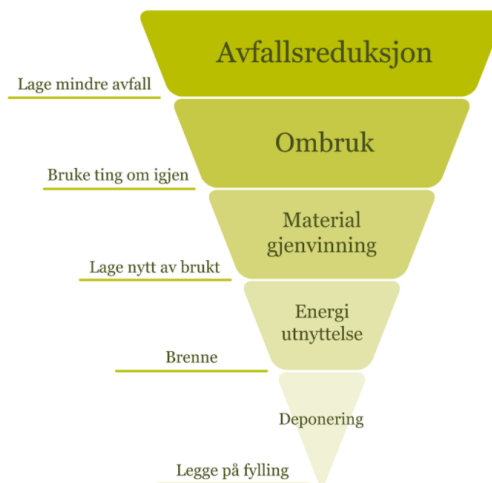 Avfallsreduksjon
Lage mindre avfall
Ombruk
Bruke ting om igjen
Material
gjenvinning
Lage nytt av brukt
Energi
utnyttelse
Brenne
Deponering
Legge på fylling